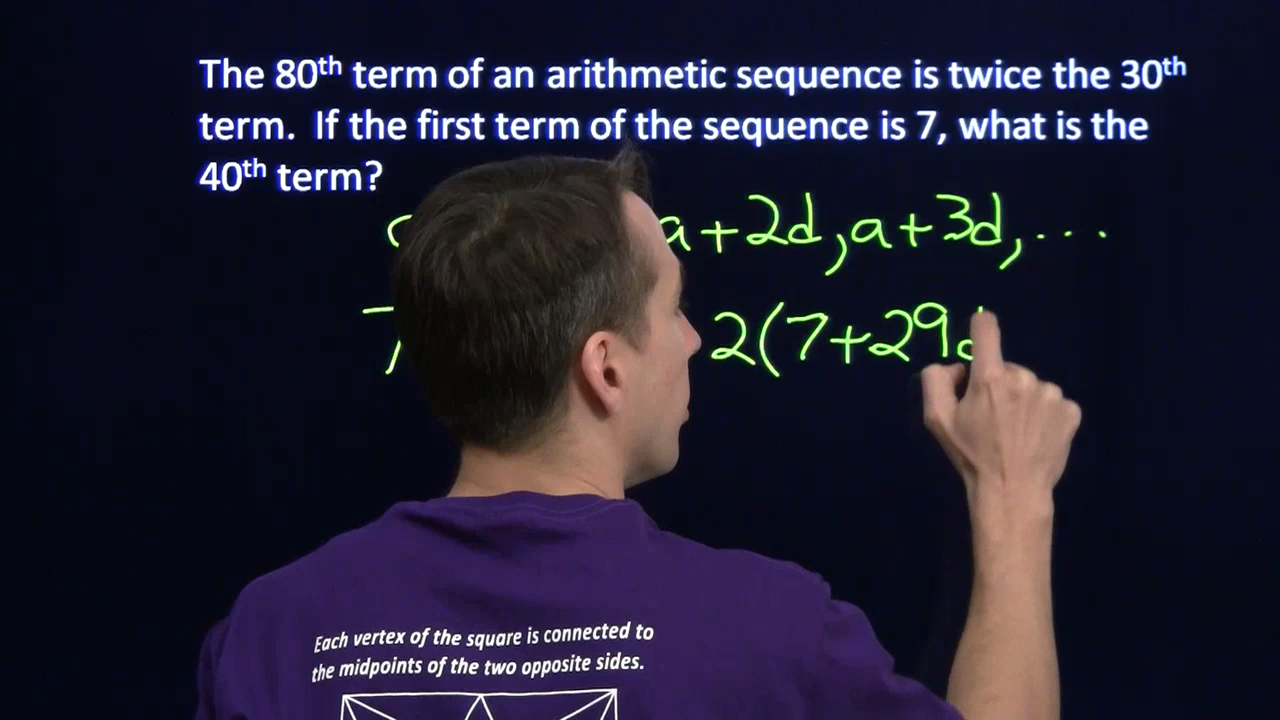 The 80th term of an arithmetic sequence is twice the 30th
term. If the first term of the sequence is 7, what is the
40th term?
a+2d, a+3d, ...
2(7+29d
Each vertex of the square is connected to
the midpoints of the two opposite sides.